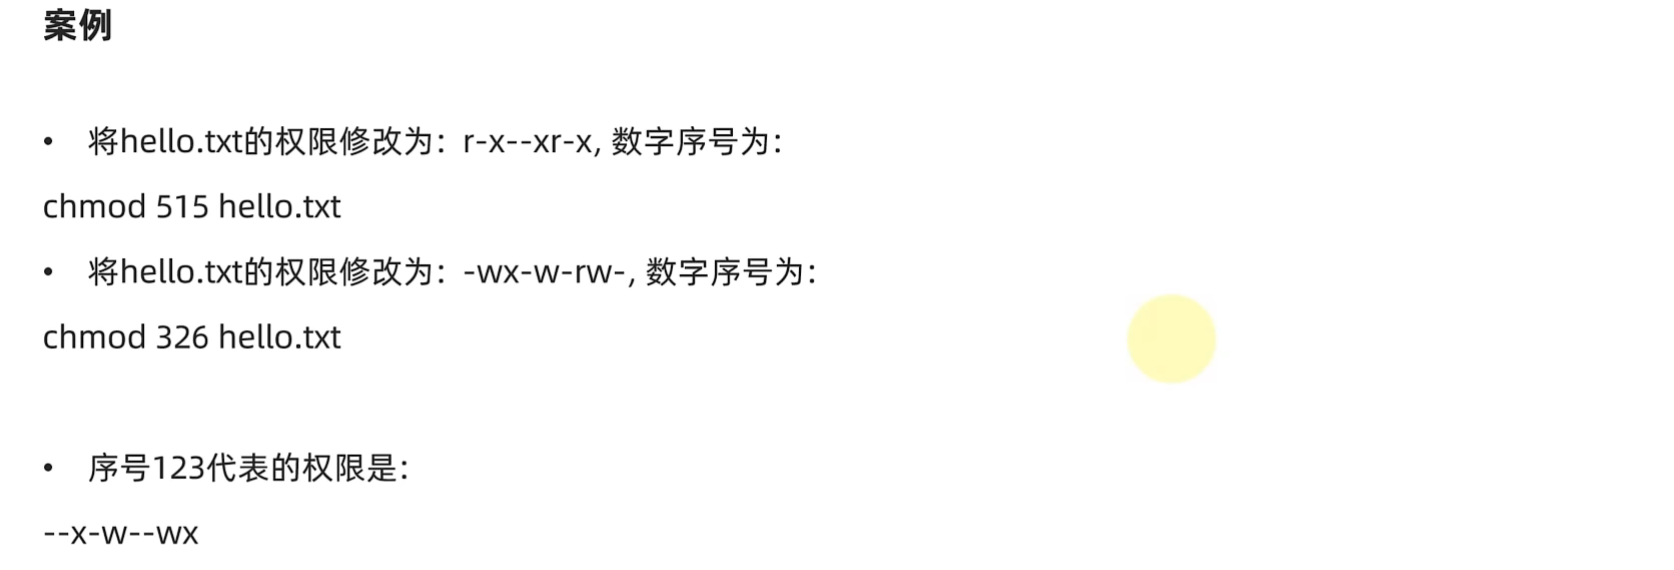 案例
• 将hello.txt的权限修改为：r-x--xr-x, 数字序号为：
chmod 515 hello.txt
• 将hello.txt的权限修改为：-wx-w-rw-, 数字序号为：
chmod 326 hello.txt
• 序号123代表的权限是：
--x-w--wx